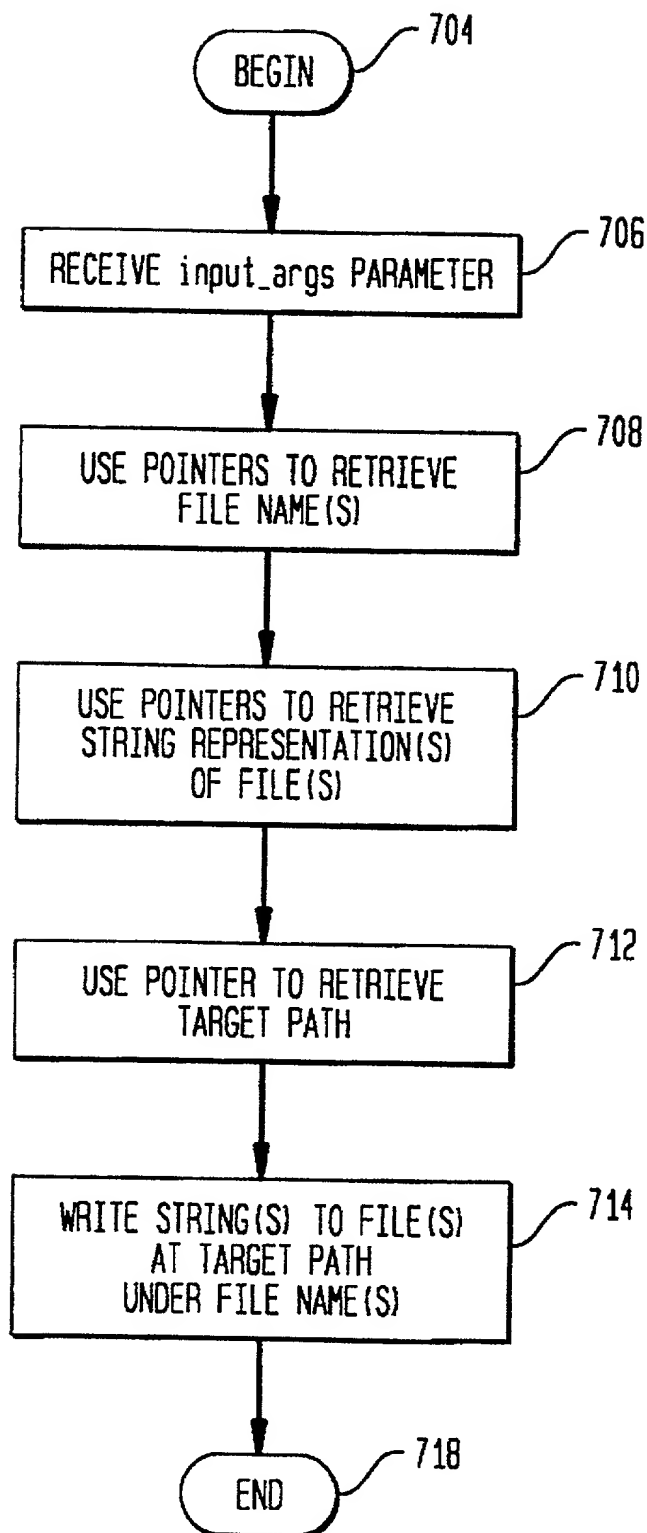 704
BEGIN
706
RECEIVE input_args PARAMETER
708
USE POINTERS TO RETRIEVE
FILE NAME(S)
710
USE POINTERS TO RETRIEVE
STRING REPRESENTATION(S)
OF FILE(S)
712
USE POINTER TO RETRIEVE
TARGET PATH
714
WRITE STRING(S) TO FILE(S)
AT TARGET PATH
UNDER FILE NAME(S)
718
END